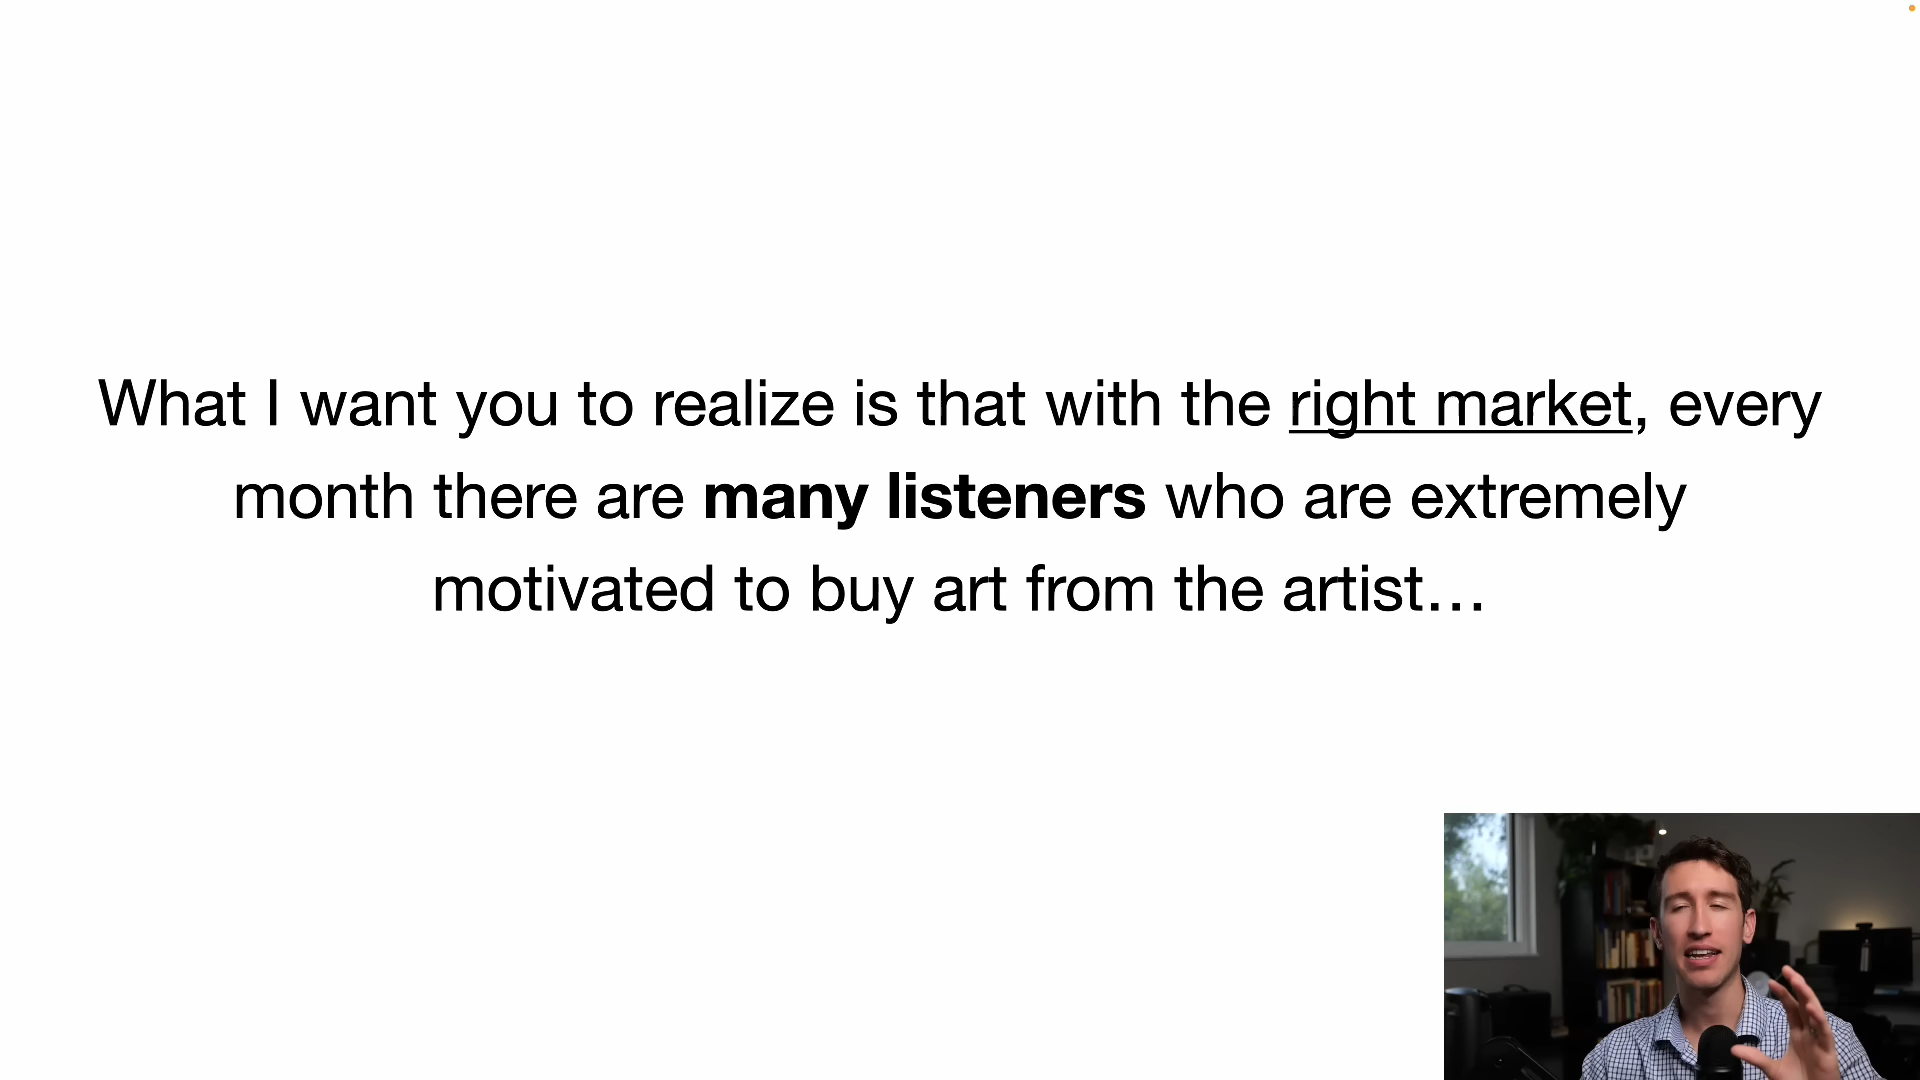 What I want you to realize is that with the right market, every
month there are many listeners who are extremely
motivated to buy art from the artist…